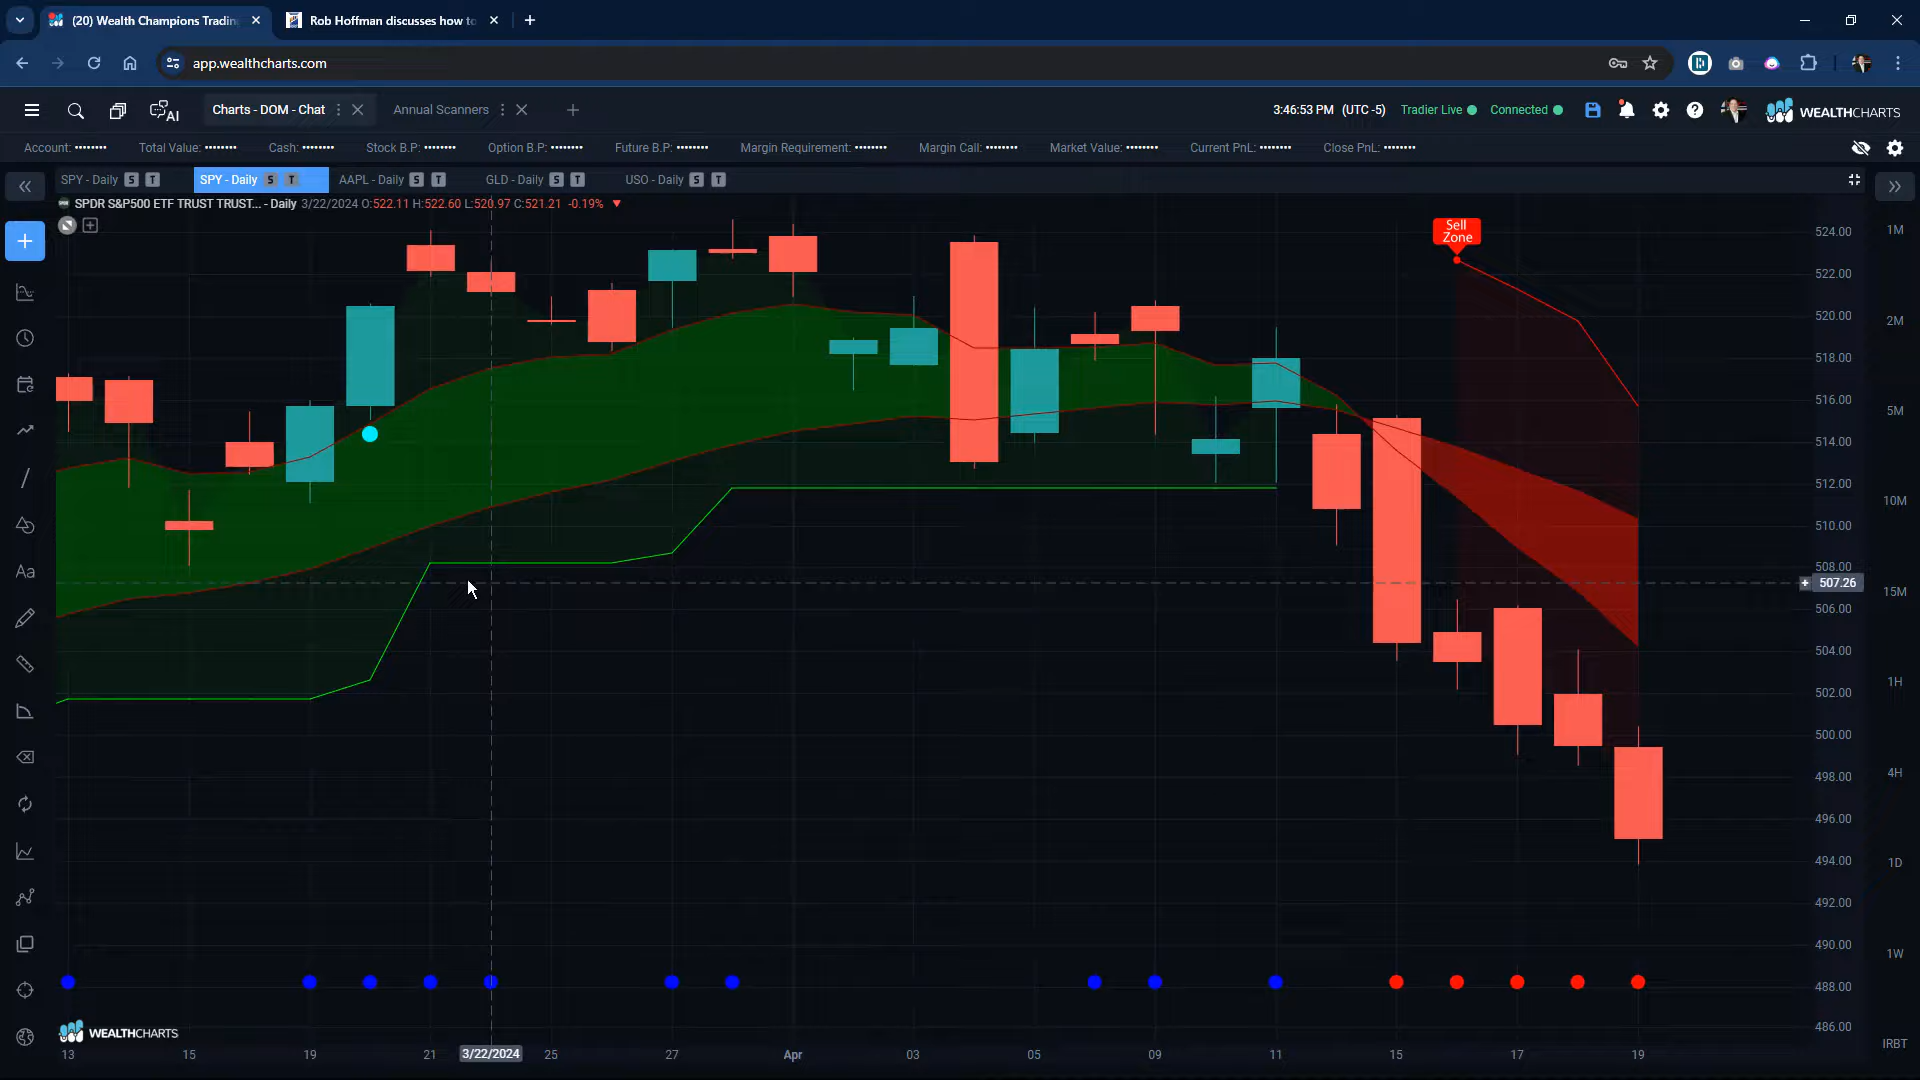 (20) Wealth Champions Trading
Rob Hoffman discusses how to
app.wealthcharts.com
AI
Charts - DOM - Chat
Annual Scanners
3:46:53 PM (UTC -5)
Tradier Live
Connected
WEALTHCHARTS
Account: ••••••••
Total Value: ••••••••
Cash: ••••••••
Stock B.P: ••••••••
Option B.P: ••••••••
Future B.P: ••••••••
Margin Requirement: ••••••••
Margin Call: ••••••••
Market Value: ••••••••
Current PnL: ••••••••
Close PnL: ••••••••
SPY - Daily S T
SPY - Daily S T
AAPL - Daily S T
GLD - Daily S T
USO - Daily S T
SPDR S&P500 ETF TRUST TRUST... - Daily 3/22/2024 O:522.11 H:522.60 L:520.97 C:521.21 -0.19% ▼
Sell
Zone
524.00
522.00
520.00
518.00
516.00
514.00
512.00
510.00
508.00
507.26
506.00
504.00
502.00
500.00
498.00
496.00
494.00
492.00
490.00
488.00
486.00
1M
2M
5M
10M
15M
1H
2H
4H
1D
1W
IRBT
Aa
WEALTHCHARTS
13
15
19
21
3/22/2024
25
27
Apr
03
05
09
11
15
17
19